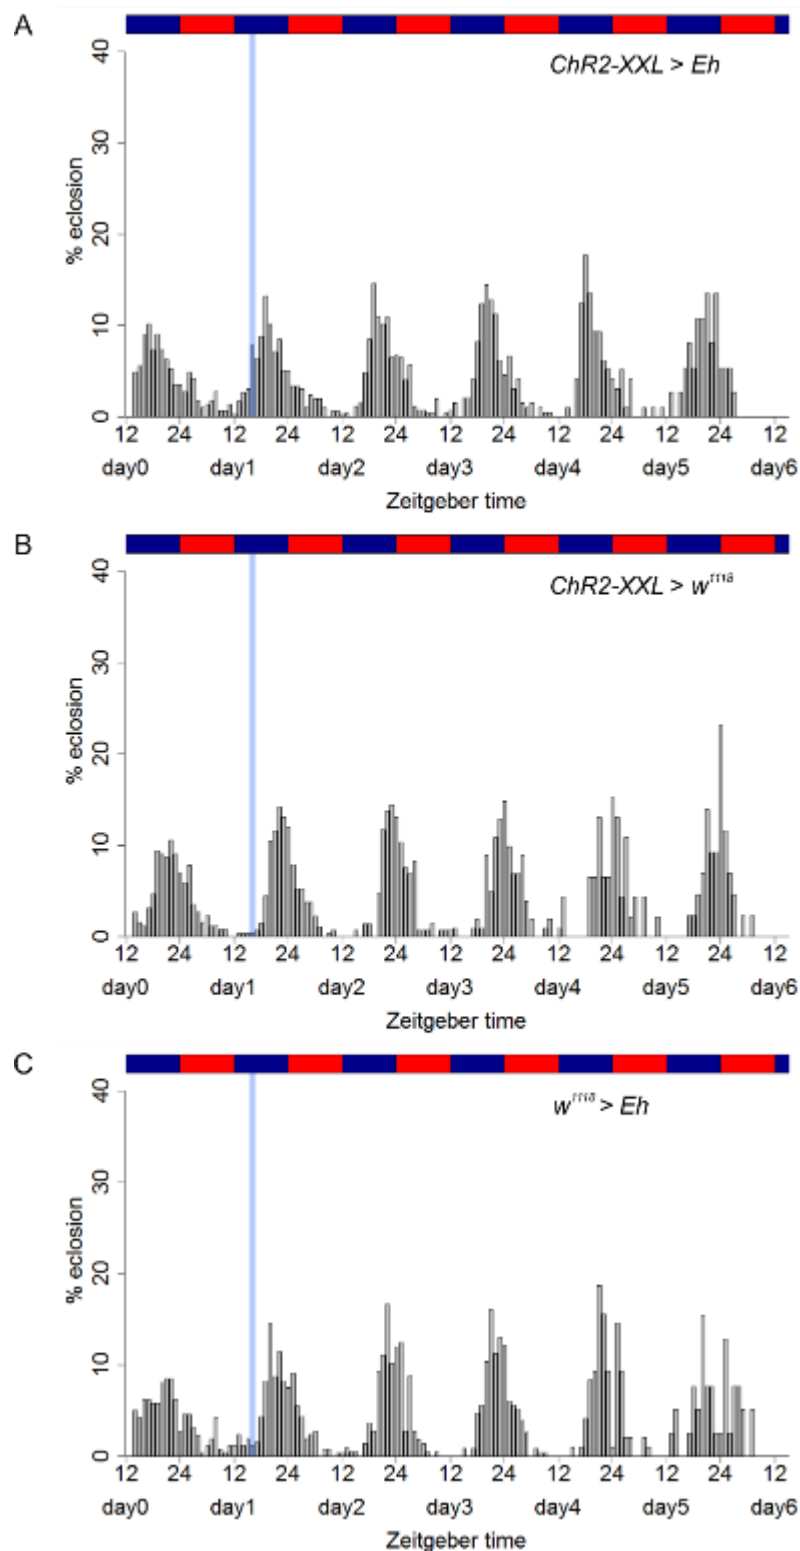 A
ChR2-XXL > Eh
% eclosion
40
30
20
10
0
12 24 12 24 12 24 12 24 12 24 12 24 12
day0 day1 day2 day3 day4 day5 day6
Zeitgeber time
B
ChR2-XXL > w1118
% eclosion
40
30
20
10
0
12 24 12 24 12 24 12 24 12 24 12 24 12
day0 day1 day2 day3 day4 day5 day6
Zeitgeber time
C
w1118 > Eh
% eclosion
40
30
20
10
0
12 24 12 24 12 24 12 24 12 24 12 24 12
day0 day1 day2 day3 day4 day5 day6
Zeitgeber time